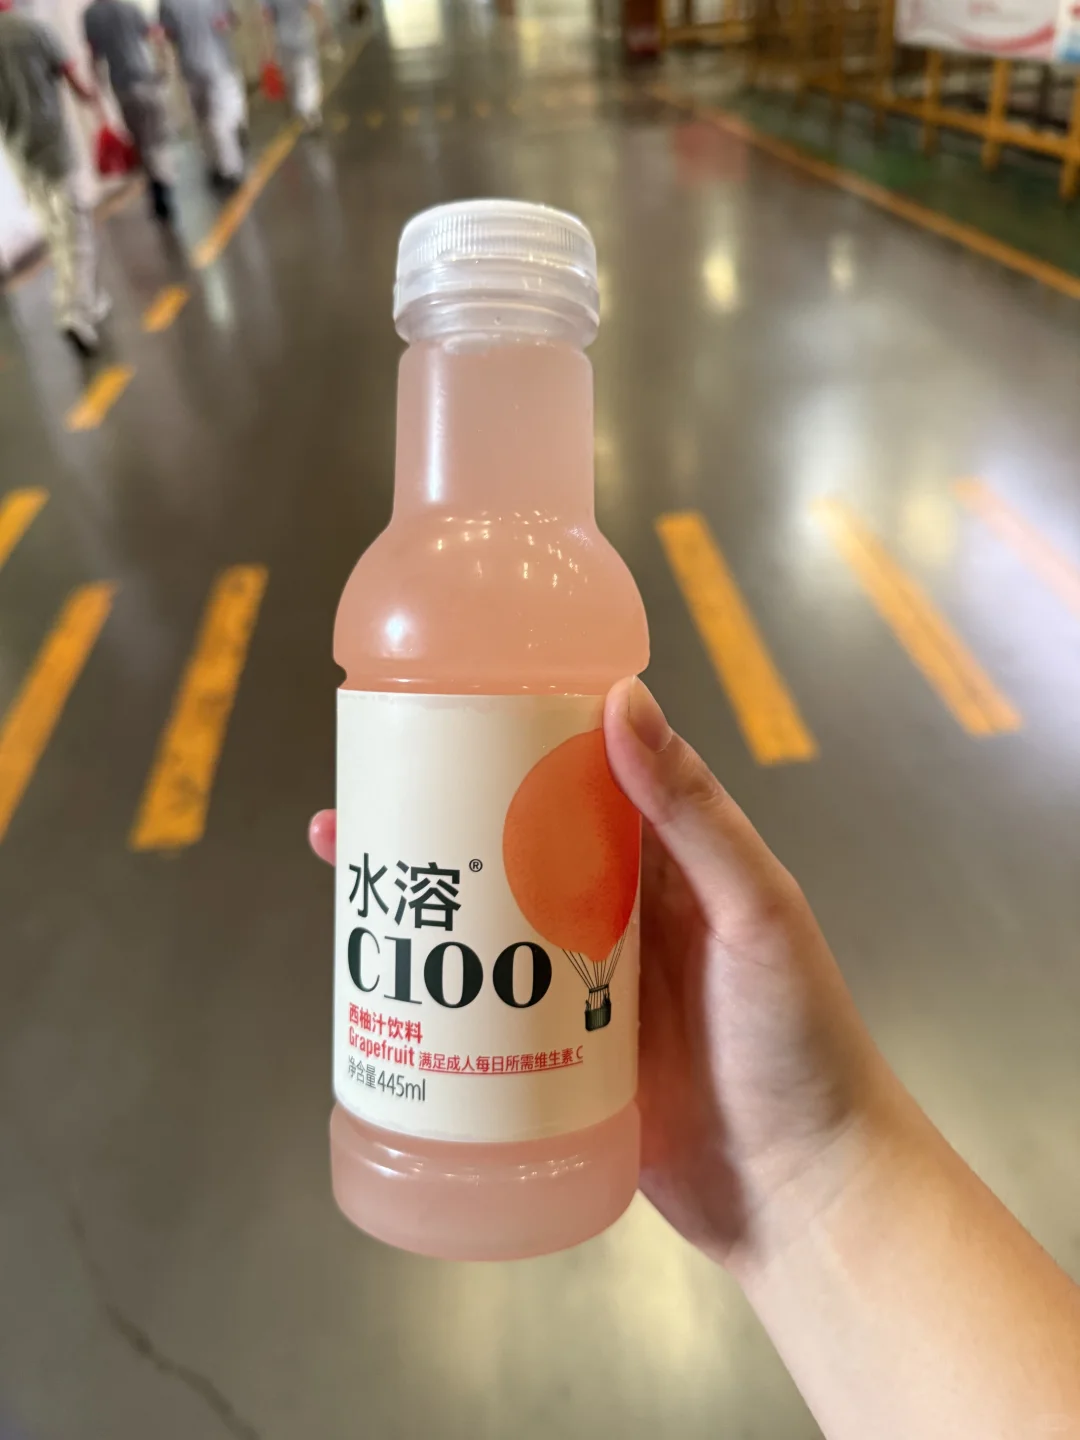 水溶®
C100
西柚汁饮料
Grapefruit 满足成人每日所需维生素C
净含量445ml